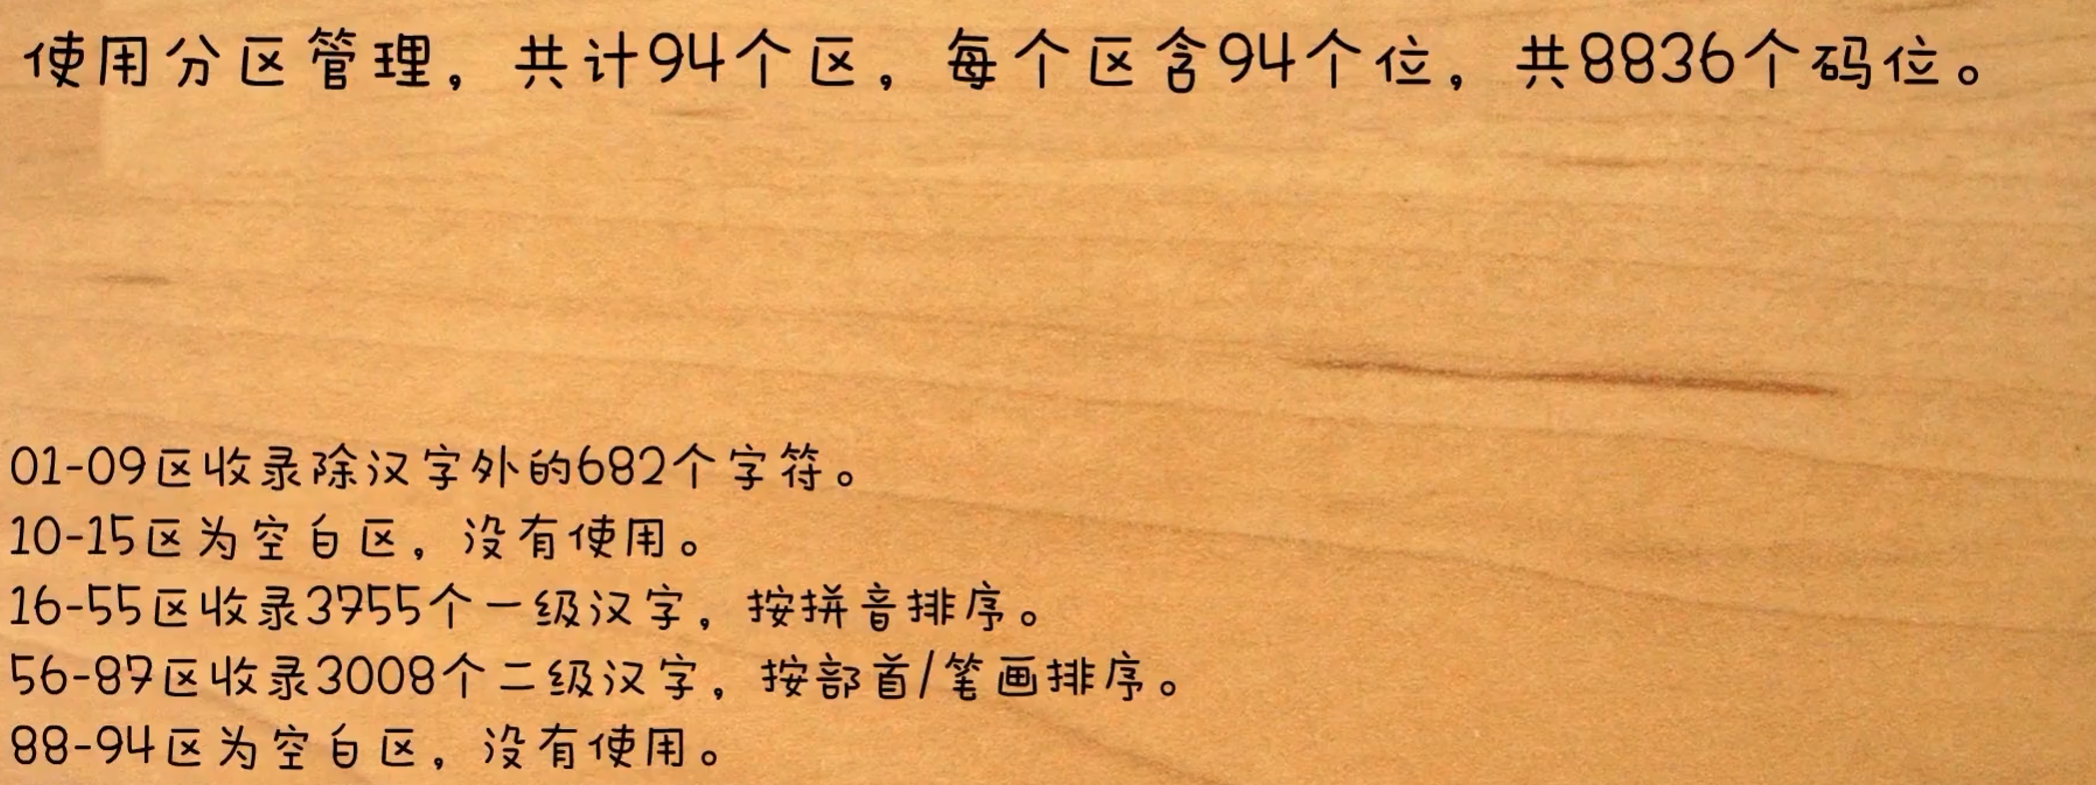 使用分区管理，共计94个区，每个区含94个位，共8836个码位。
01-09区收录除汉字外的682个字符。
10-15区为空白区，没有使用。
16-55区收录3755个一级汉字，按拼音排序。
56-87区收录3008个二级汉字，按部首/笔画排序。
88-94区为空白区，没有使用。